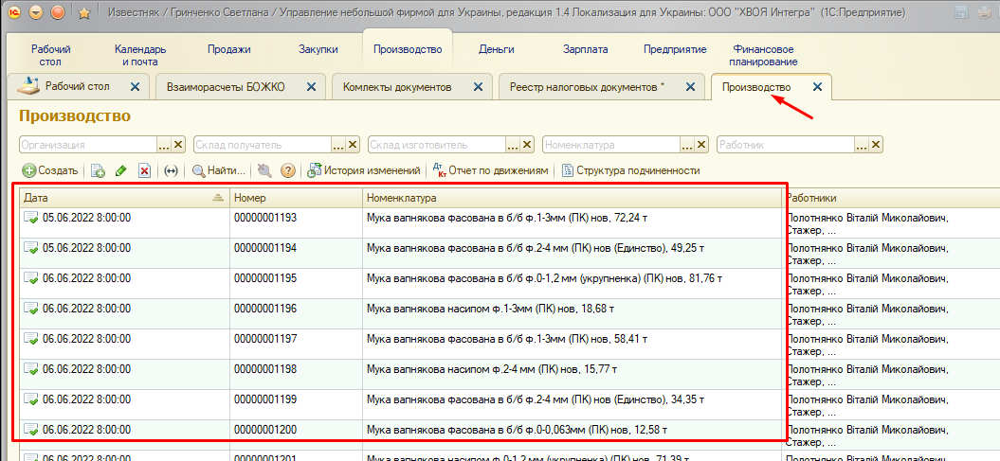 Известняк / Гринченко Светлана / Управление небольшой фирмой для Украины, редакция 1.4 Локализация для Украины: ООО "ХВОЯ Интегра" (1С:Предприятие)
Рабочий стол
Календарь и почта
Продажи
Закупки
Производство
Деньги
Зарплата
Предприятие
Финансовое планирование
Рабочий стол
Взаиморасчеты БОЖКО
Комлекты документов
Реестр налоговых документов *
Производство
Производство
Организация ...
Склад получатель ...
Склад изготовитель ...
Номенклатура ...
Работник ...
Создать
Найти...
История изменений
Дт Кт Отчет по движениям
Структура подчиненности
Дата Номер Номенклатура Работники
05.06.2022 8:00:00 00000001193 Мука вапнякова фасована в б/б ф.1-3мм (ПК) нов, 72,24 т Полотнянко Віталій Миколайович,
Стажер, ...
05.06.2022 8:00:00 00000001194 Мука вапнякова фасована в б/б ф.2-4 мм (ПК) нов (Единство), 49,25 т Полотнянко Віталій Миколайович,
Стажер, ...
06.06.2022 8:00:00 00000001195 Мука вапнякова фасована в б/б ф.0-1,2 мм (укрупненка) (ПК) нов, 81,76 т Полотнянко Віталій Миколайович,
Стажер, ...
06.06.2022 8:00:00 00000001196 Мука вапнякова насипом ф.1-3мм (ПК) нов, 18,68 т Полотнянко Віталій Миколайович,
Стажер, ...
06.06.2022 8:00:00 00000001197 Мука вапнякова фасована в б/б ф.1-3мм (ПК) нов, 58,41 т Полотнянко Віталій Миколайович,
Стажер, ...
06.06.2022 8:00:00 00000001198 Мука вапнякова насипом ф.2-4 мм (ПК) нов, 15,77 т Полотнянко Віталій Миколайович,
Стажер, ...
06.06.2022 8:00:00 00000001199 Мука вапнякова фасована в б/б ф.2-4 мм (ПК) нов (Единство), 34,35 т Полотнянко Віталій Миколайович,
Стажер, ...
06.06.2022 8:00:00 00000001200 Мука вапнякова фасована в б/б ф.0-0,063мм (ПК) нов, 12,58 т Полотнянко Віталій Миколайович,
Стажер, ...
06.06.2022 8:00:00 00000001201 Мука вапнякова насипом ф.0-1,2 мм (укрупненка) (ПК) нов, 71,39 т Полотнянко Віталій Миколайович,